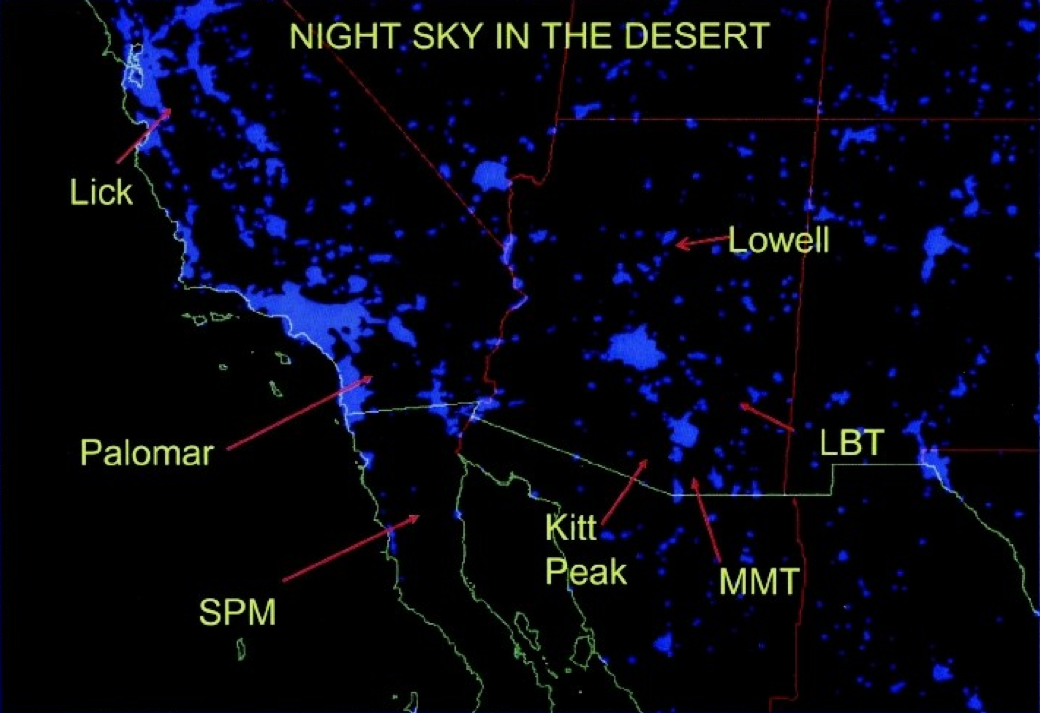 NIGHT SKY IN THE DESERT
Lick
Lowell
Palomar
LBT
Kitt
Peak
MMT
SPM